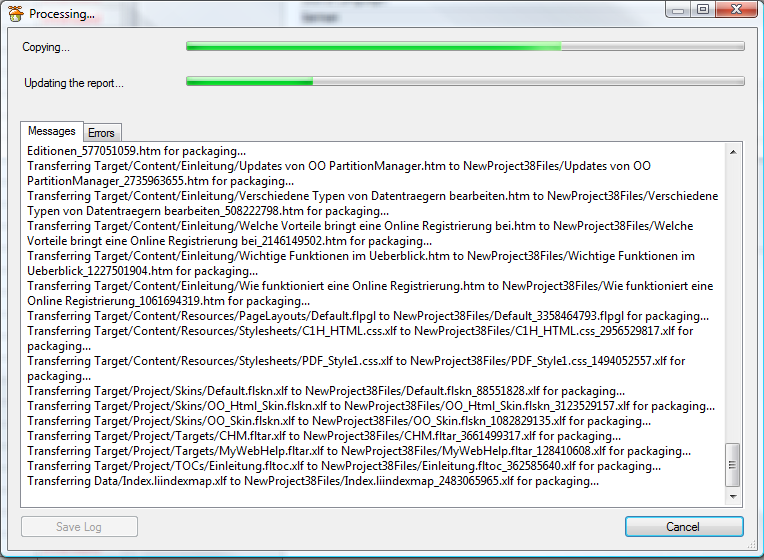 Processing...
Copying...
Updating the report...
Messages
Errors
Editionen_577051059.htm for packaging...
Transferring Target/Content/Einleitung/Updates von OO PartitionManager.htm to NewProject38Files/Updates von OO
PartitionManager_2735963655.htm for packaging...
Transferring Target/Content/Einleitung/Verschiedene Typen von Datentraegern bearbeiten.htm to NewProject38Files/Verschiedene
Typen von Datentraegern bearbeiten_508222798.htm for packaging...
Transferring Target/Content/Einleitung/Welche Vorteile bringt eine Online Registrierung bei.htm to NewProject38Files/Welche
Vorteile bringt eine Online Registrierung bei_2146149502.htm for packaging...
Transferring Target/Content/Einleitung/Wichtige Funktionen im Ueberblick.htm to NewProject38Files/Wichtige Funktionen im
Ueberblick_1227501904.htm for packaging...
Transferring Target/Content/Einleitung/Wie funktioniert eine Online Registrierung.htm to NewProject38Files/Wie funktioniert eine
Online Registrierung_1061694319.htm for packaging...
Transferring Target/Content/Resources/PageLayouts/Default.flpgl to NewProject38Files/Default_3358464793.flpgl for packaging...
Transferring Target/Content/Resources/Stylesheets/C1H_HTML.css.xlf to NewProject38Files/C1H_HTML.css_2956529817.xlf for
packaging...
Transferring Target/Content/Resources/Stylesheets/PDF_Style1.css.xlf to NewProject38Files/PDF_Style1.css_1494052557.xlf for
packaging...
Transferring Target/Project/Skins/Default.flskn.xlf to NewProject38Files/Default.flskn_88551828.xlf for packaging...
Transferring Target/Project/Skins/OO_Html_Skin.flskn.xlf to NewProject38Files/OO_Html_Skin.flskn_3123529157.xlf for packaging...
Transferring Target/Project/Skins/OO_Skin.flskn.xlf to NewProject38Files/OO_Skin.flskn_1082829135.xlf for packaging...
Transferring Target/Project/Targets/CHM.fltar.xlf to NewProject38Files/CHM.fltar_3661499317.xlf for packaging...
Transferring Target/Project/Targets/MyWebHelp.fltar.xlf to NewProject38Files/MyWebHelp.fltar_128410608.xlf for packaging...
Transferring Target/Project/TOCs/Einleitung.fltoc.xlf to NewProject38Files/Einleitung.fltoc_362585640.xlf for packaging...
Transferring Data/Index.liindexmap.xlf to NewProject38Files/Index.liindexmap_2483065965.xlf for packaging...
Save Log
Cancel